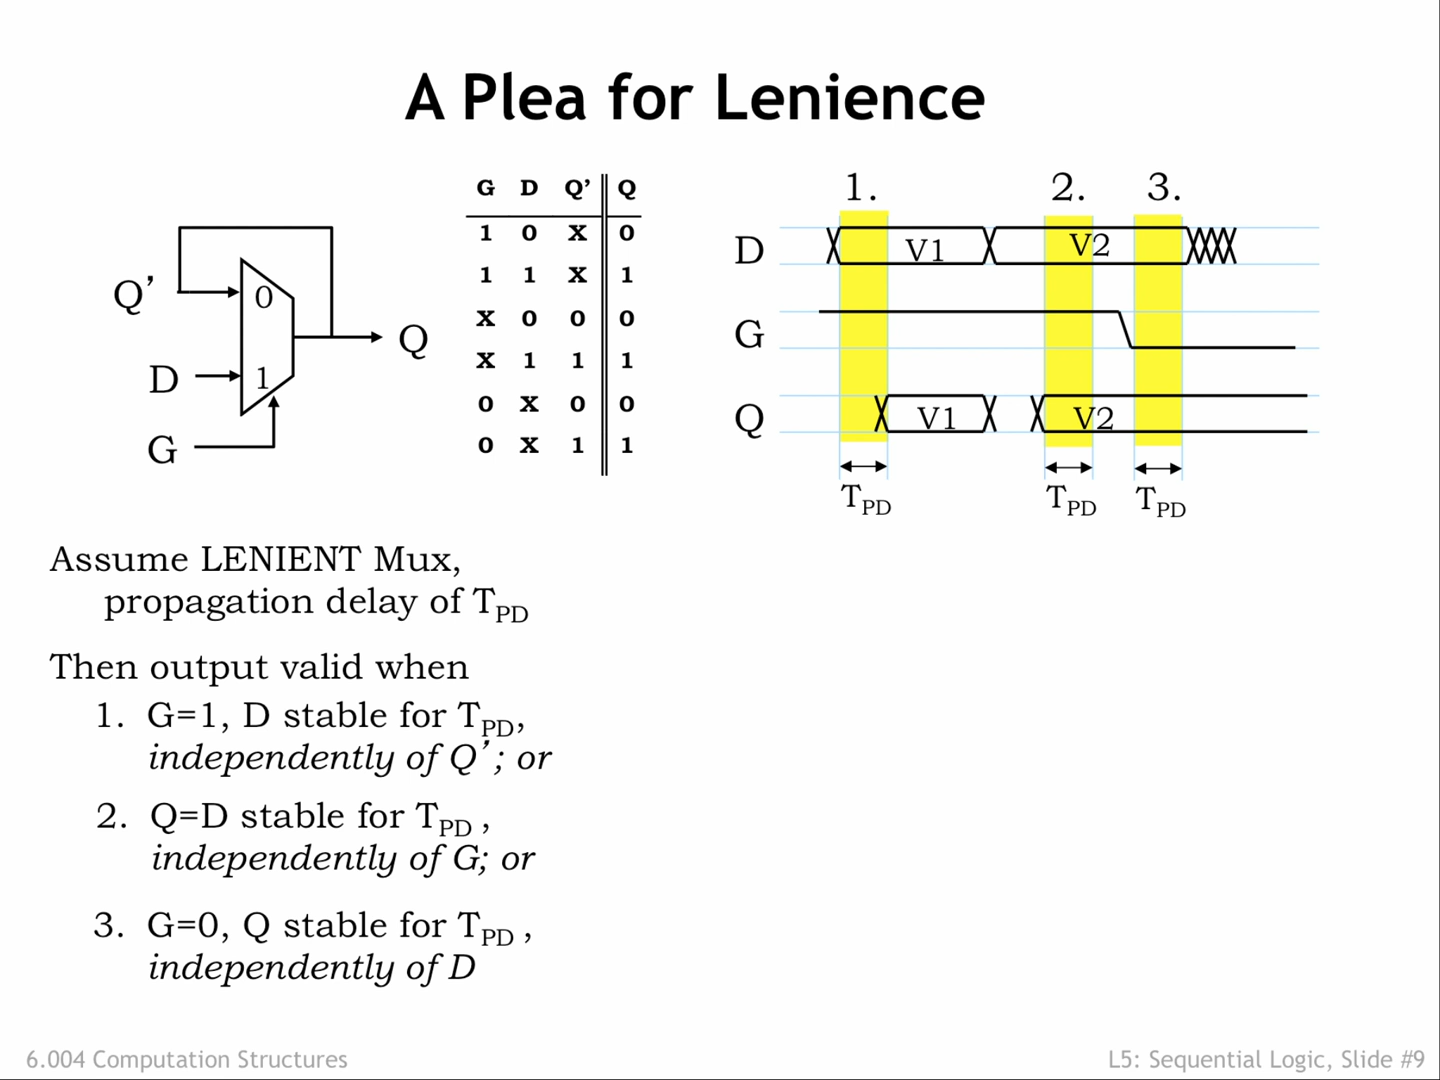 A Plea for Lenience
Q’
0
D
1
G
Q
G D Q’ Q
1 0 X 0
1 1 X 1
X 0 0 0
X 1 1 1
0 X 0 0
0 X 1 1
1. 2. 3.
D V1 V2
G
Q V1 V2
TPD TPD TPD
Assume LENIENT Mux,
propagation delay of TPD
Then output valid when
1. G=1, D stable for TPD,
independently of Q’; or
2. Q=D stable for TPD ,
independently of G; or
3. G=0, Q stable for TPD ,
independently of D
6.004 Computation Structures
L5: Sequential Logic, Slide #9